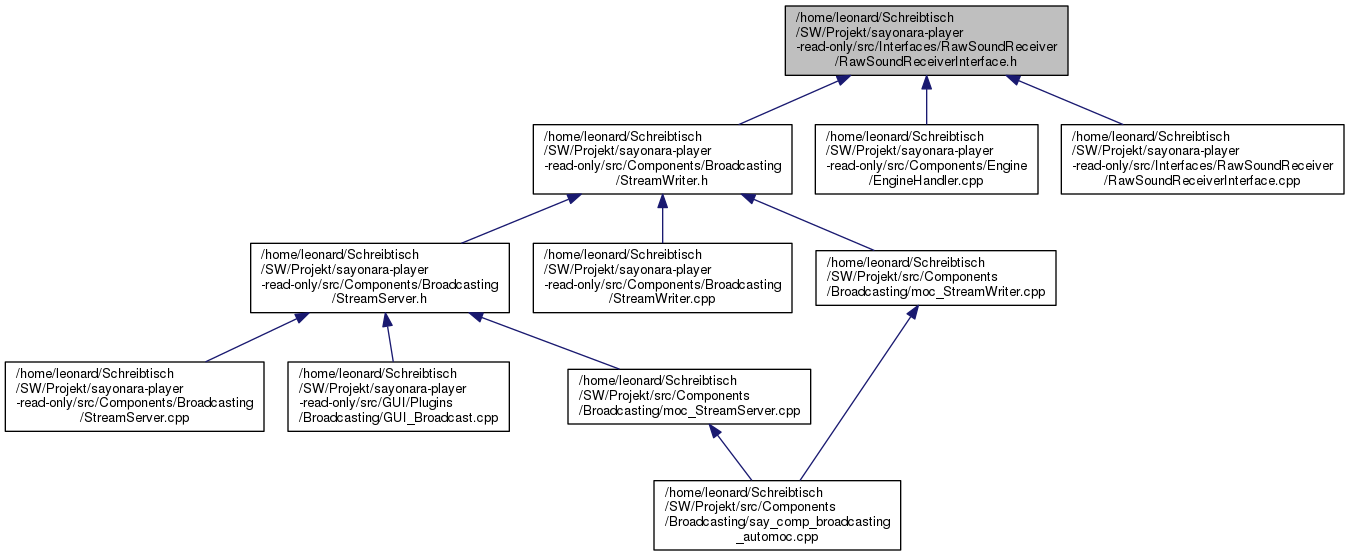 /home/leonard/Schreibtisch
/SW/Projekt/sayonara-player
-read-only/src/Interfaces/RawSoundReceiver
/RawSoundReceiverInterface.h
/home/leonard/Schreibtisch
/SW/Projekt/sayonara-player
-read-only/src/Components/Broadcasting
/StreamWriter.h
/home/leonard/Schreibtisch
/SW/Projekt/sayonara-player
-read-only/src/Components/Engine
/EngineHandler.cpp
/home/leonard/Schreibtisch
/SW/Projekt/sayonara-player
-read-only/src/Interfaces/RawSoundReceiver
/RawSoundReceiverInterface.cpp
/home/leonard/Schreibtisch
/SW/Projekt/sayonara-player
-read-only/src/Components/Broadcasting
/StreamServer.h
/home/leonard/Schreibtisch
/SW/Projekt/sayonara-player
-read-only/src/Components/Broadcasting
/StreamWriter.cpp
/home/leonard/Schreibtisch
/SW/Projekt/src/Components
/Broadcasting/moc_StreamWriter.cpp
/home/leonard/Schreibtisch
/SW/Projekt/sayonara-player
-read-only/src/Components/Broadcasting
/StreamServer.cpp
/home/leonard/Schreibtisch
/SW/Projekt/sayonara-player
-read-only/src/GUI/Plugins
/Broadcasting/GUI_Broadcast.cpp
/home/leonard/Schreibtisch
/SW/Projekt/src/Components
/Broadcasting/moc_StreamServer.cpp
/home/leonard/Schreibtisch
/SW/Projekt/src/Components
/Broadcasting/say_comp_broadcasting
_automoc.cpp